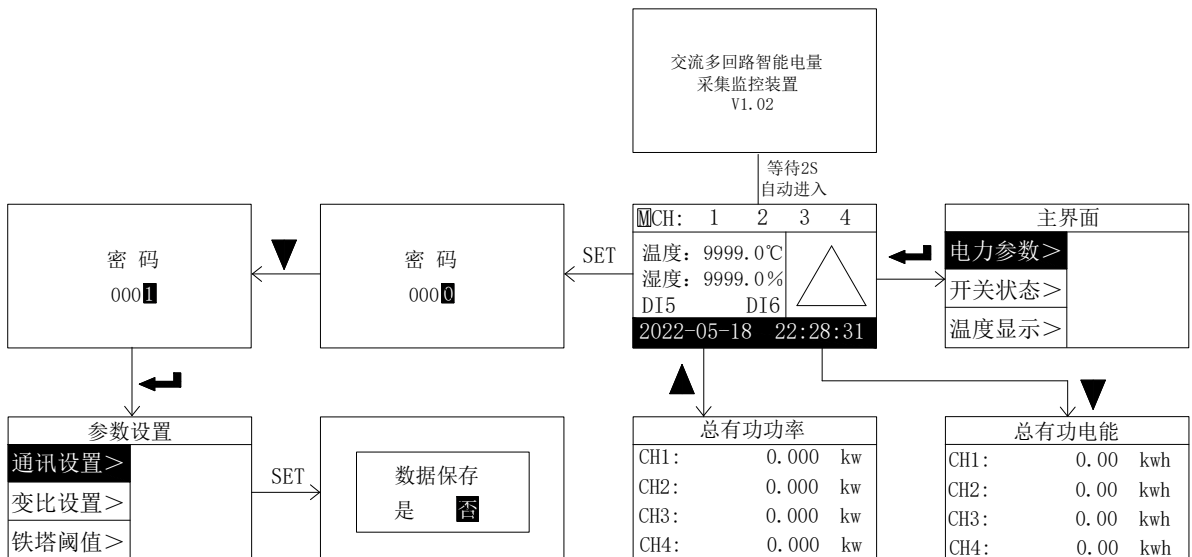 交流多回路智能电量
采集监控装置
V1.02
等待2S
自动进入
密 码
0001
密 码
0000
SET
MCH: 1 2 3 4
温度: 9999.0℃
湿度: 9999.0%
DI5 DI6
2022-05-18 22:28:31
主界面
电力参数>
开关状态>
温度显示>
参数设置
通讯设置>
变比设置>
铁塔阈值>
SET
数据保存
是 否
总有功功率
CH1: 0.000 kw
CH2: 0.000 kw
CH3: 0.000 kw
CH4: 0.000 kw
总有功电能
CH1: 0.00 kwh
CH2: 0.00 kwh
CH3: 0.00 kwh
CH4: 0.00 kwh